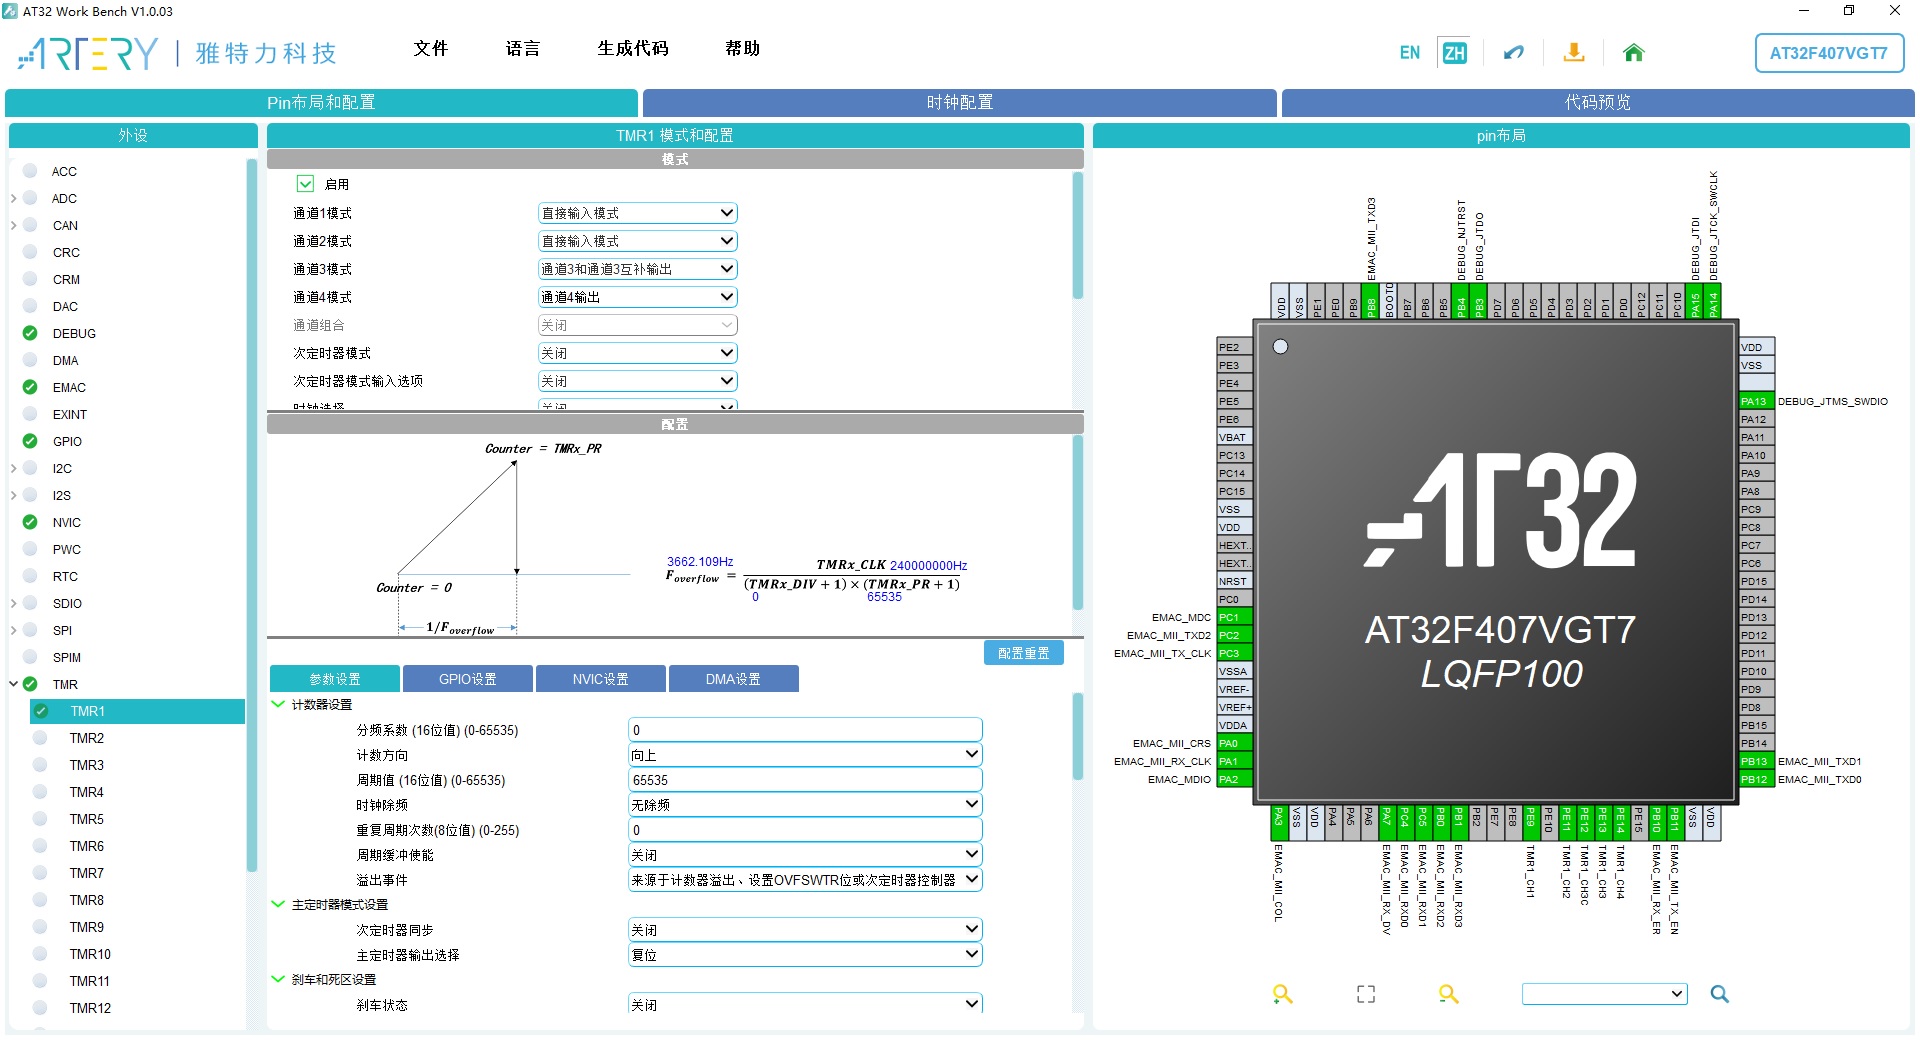 AT32 Work Bench V1.0.03
ARTERY | 雅特力科技
文件 语言 生成代码 帮助
EN ZH
AT32F407VGT7
Pin布局和配置 时钟配置 代码预览
外设
ACC
ADC
CAN
CRC
CRM
DAC
DEBUG
DMA
EMAC
EXINT
GPIO
I2C
I2S
NVIC
PWC
RTC
SDIO
SPI
SPIM
TMR
TMR1
TMR2
TMR3
TMR4
TMR5
TMR6
TMR7
TMR8
TMR9
TMR10
TMR11
TMR12
TMR1 模式和配置
模式
启用
通道1模式 直接输入模式
通道2模式 直接输入模式
通道3模式 通道3和通道3互补输出
通道4模式 通道4输出
通道组合 关闭
次定时器模式 关闭
次定时器模式输入选项 关闭
时钟选择 关闭
配置
Counter = TMRx_PR
Counter = 0
1/Foverflow
3662.109Hz
Foverflow = TMRx_CLK 240000000Hz
(TMRx_DIV + 1) × (TMRx_PR + 1)
0 65535
配置重置
参数设置 GPIO设置 NVIC设置 DMA设置
计数器设置
分频系数 (16位值) (0-65535) 0
计数方向 向上
周期值 (16位值) (0-65535) 65535
时钟除频 无除频
重复周期次数(8位值) (0-255) 0
周期缓冲使能 关闭
溢出事件 来源于计数器溢出、设置OVFSWTR位或次定时器控制器
主定时器模式设置
次定时器同步 关闭
主定时器输出选择 复位
刹车和死区设置
刹车状态 关闭
pin布局
EMAC_MII_TXD3
DEBUG_NJTRST
DEBUG_JTDO
DEBUG_JTDI
DEBUG_JTCK_SWCLK
VDD VSS PE1 PE0 PB9 PB8 BOOT0 PB7 PB6 PB5 PB4 PB3 PD7 PD6 PD5 PD4 PD3 PD2 PD1 PD0 PC12 PC11 PC10 PA15 PA14
PE2
PE3
PE4
PE5
PE6
VBAT
PC13
PC14
PC15
VSS
VDD
HEXT..
HEXT..
NRST
PC0
EMAC_MDC PC1
EMAC_MII_TXD2 PC2
EMAC_MII_TX_CLK PC3
VSSA
VREF-
VREF+
VDDA
EMAC_MII_CRS PA0
EMAC_MII_RX_CLK PA1
EMAC_MDIO PA2
AT32
AT32F407VGT7
LQFP100
VDD
VSS
PA13 DEBUG_JTMS_SWDIO
PA12
PA11
PA10
PA9
PA8
PC9
PC8
PC7
PC6
PD15
PD14
PD13
PD12
PD11
PD10
PD9
PD8
PB15
PB14
PB13 EMAC_MII_TXD1
PB12 EMAC_MII_TXD0
PA3 VSS VDD PA4 PA5 PA6 PA7 PC4 PC5 PB0 PB1 PB2 PE7 PE8 PE9 PE10 PE11 PE12 PE13 PE14 PE15 PB10 PB11 VSS VDD
EMAC_MII_COL
EMAC_MII_RX_DV
EMAC_MII_RXD0
EMAC_MII_RXD1
EMAC_MII_RXD2
EMAC_MII_RXD3
TMR1_CH1
TMR1_CH2
TMR1_CH3C
TMR1_CH3
TMR1_CH4
EMAC_MII_RX_ER
EMAC_MII_TX_EN